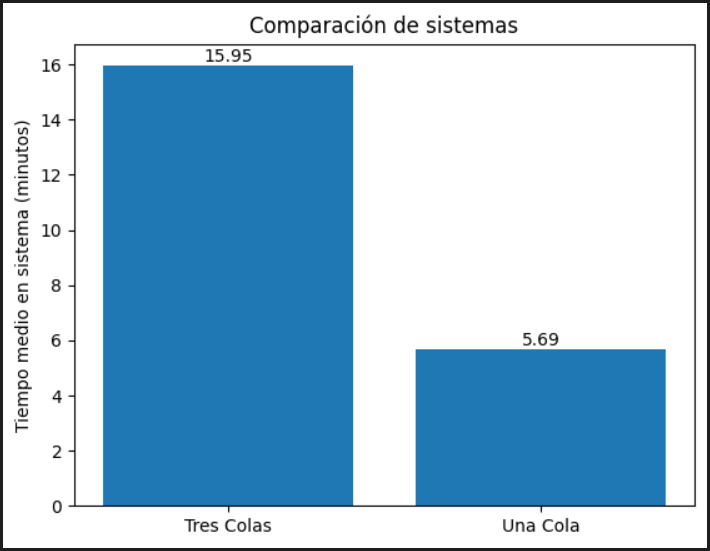 Comparación de sistemas
Tiempo medio en sistema (minutos)
16
14
12
10
8
6
4
2
0
15.95
5.69
Tres Colas
Una Cola